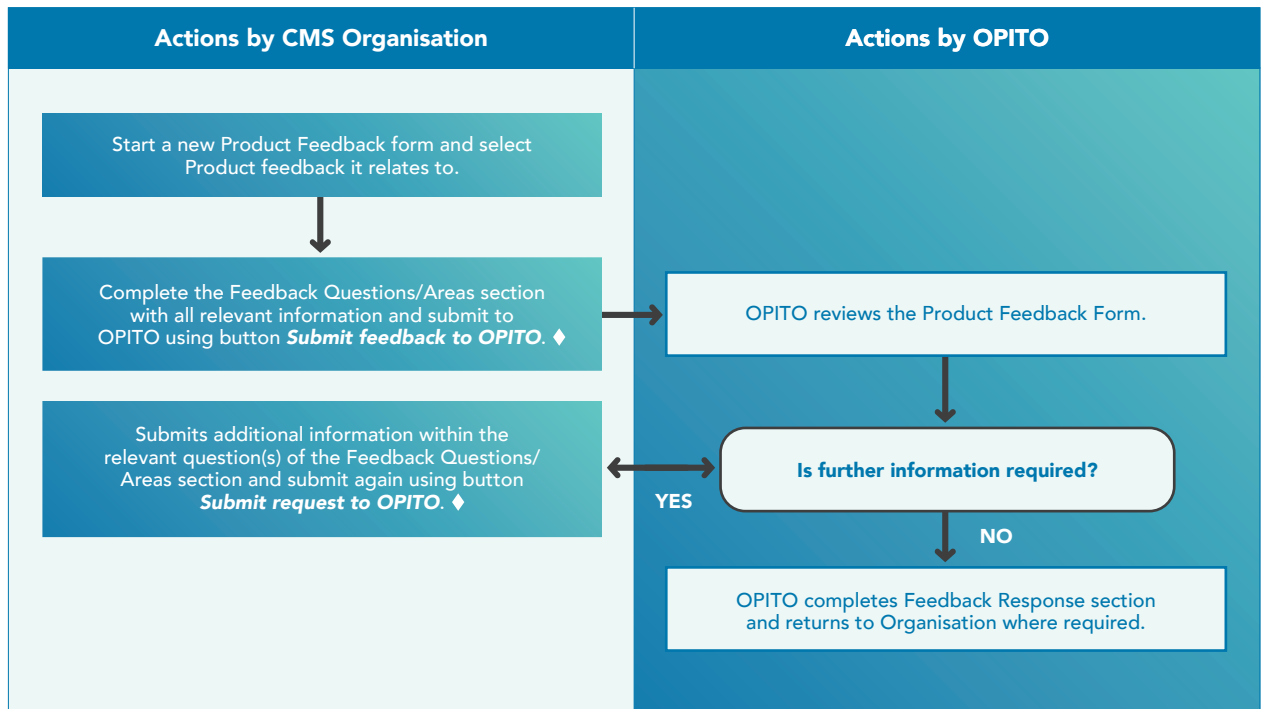 Actions by CMS Organisation
Actions by OPITO
Start a new Product Feedback form and select
Product feedback it relates to.
Complete the Feedback Questions/Areas section
with all relevant information and submit to
OPITO using button Submit feedback to OPITO. ♦
OPITO reviews the Product Feedback Form.
Submits additional information within the
relevant question(s) of the Feedback Questions/
Areas section and submit again using button
Submit request to OPITO. ♦
Is further information required?
YES
NO
OPITO completes Feedback Response section
and returns to Organisation where required.